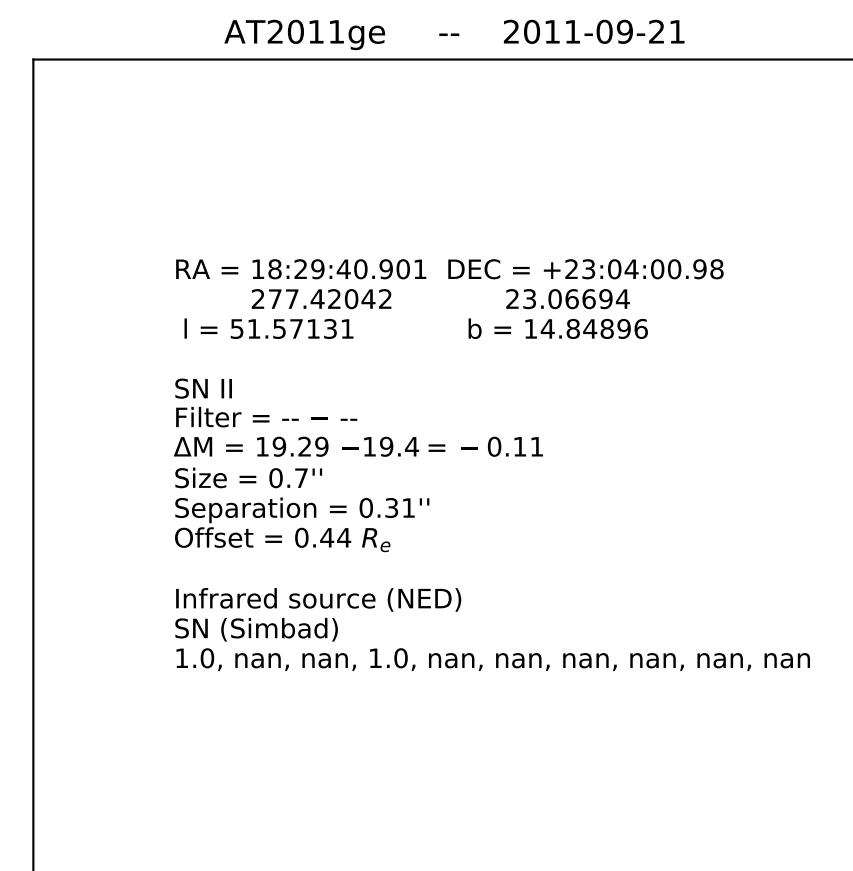 AT2011ge -- 2011-09-21
RA = 18:29:40.901 DEC = +23:04:00.98
277.42042 23.06694
l = 51.57131 b = 14.84896
SN II
Filter = -- − --
ΔM = 19.29 −19.4 = − 0.11
Size = 0.7''
Separation = 0.31''
Offset = 0.44 Rₑ
Infrared source (NED)
SN (Simbad)
1.0, nan, nan, 1.0, nan, nan, nan, nan, nan, nan